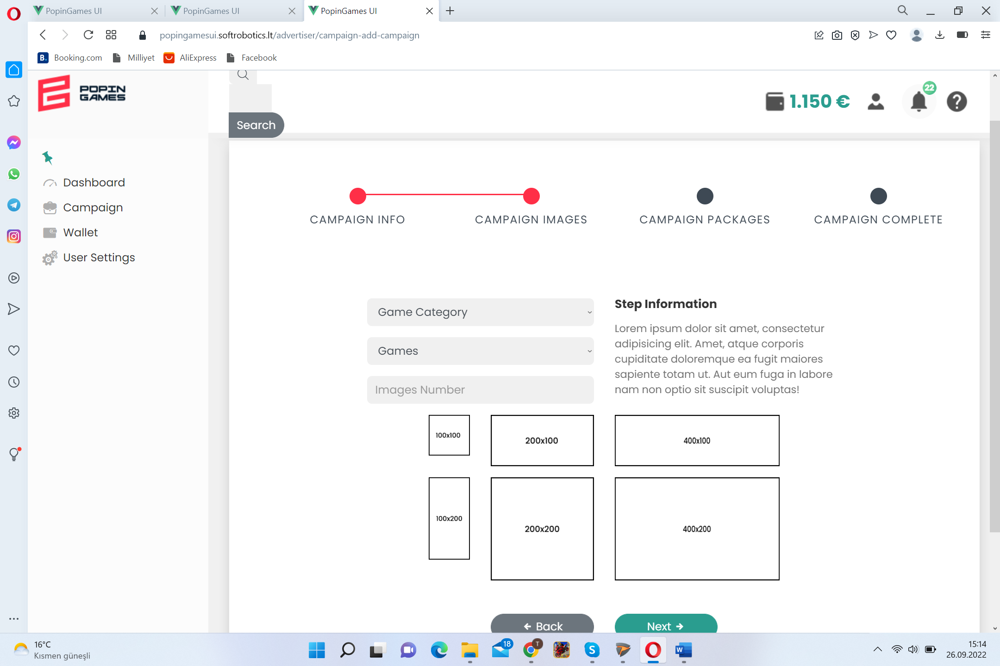 PopinGames UI
PopinGames UI
PopinGames UI
popingamesui.softrobotics.lt/advertiser/campaign-add-campaign
B. Booking.com
Milliyet
AliExpress
Facebook
POPIN
GAMES
Search
1.150 €
22
Dashboard
Campaign
Wallet
User Settings
CAMPAIGN INFO
CAMPAIGN IMAGES
CAMPAIGN PACKAGES
CAMPAIGN COMPLETE
Game Category
Games
Images Number
Step Information
Lorem ipsum dolor sit amet, consectetur
adipisicing elit. Amet, atque corporis
cupiditate doloremque ea fugit maiores
sapiente totam ut. Aut eum fuga in labore
nam non optio sit suscipit voluptas!
100x100
200x100
400x100
100x200
200x200
400x200
Back
Next
16°C
Kısmen güneşli
18
T
S
W
15:14
26.09.2022